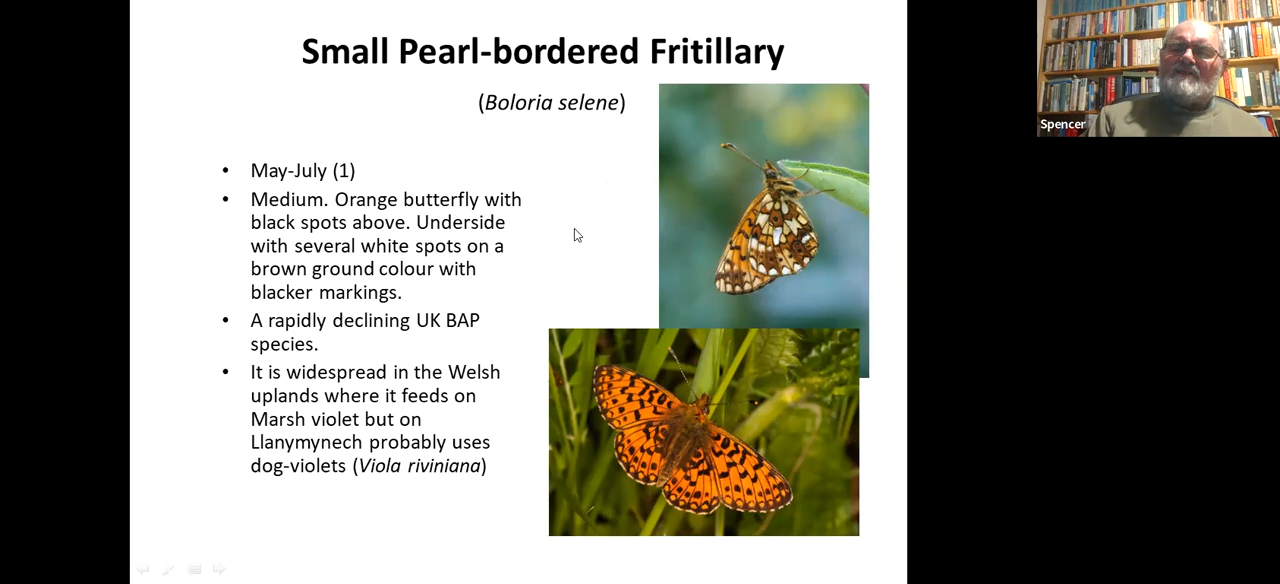 Small Pearl-bordered Fritillary
(Boloria selene)
• May-July (1)
• Medium. Orange butterfly with
black spots above. Underside
with several white spots on a
brown ground colour with
blacker markings.
• A rapidly declining UK BAP
species.
• It is widespread in the Welsh
uplands where it feeds on
Marsh violet but on
Llanymynech probably uses
dog-violets (Viola riviniana)
Spencer